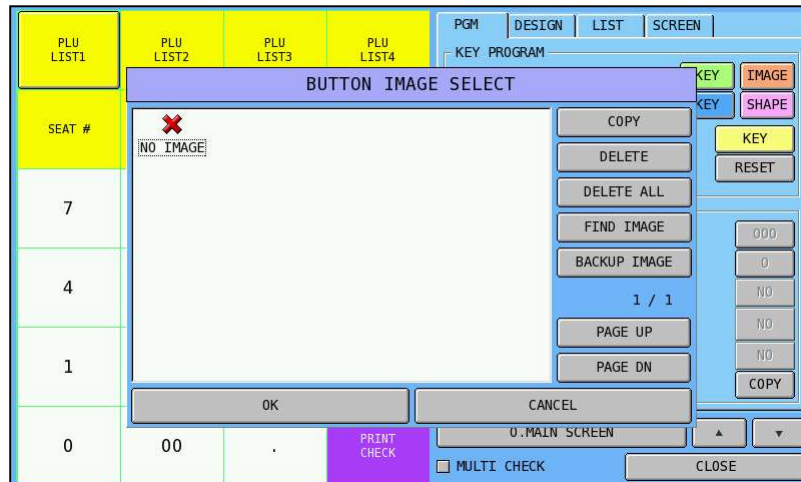 PLU
LIST1
PLU
LIST2
PLU
LIST3
PLU
LIST4
PGM
DESIGN
LIST
SCREEN
KEY PROGRAM
BUTTON IMAGE SELECT
KEY
IMAGE
KEY
SHAPE
KEY
RESET
SEAT #
NO IMAGE
COPY
DELETE
DELETE ALL
FIND IMAGE
BACKUP IMAGE
1 / 1
PAGE UP
PAGE DN
OK
CANCEL
7
4
1
0
00
.
PRINT
CHECK
000
0
NO
NO
NO
COPY
0.MAIN SCREEN
▲
▼
MULTI CHECK
CLOSE